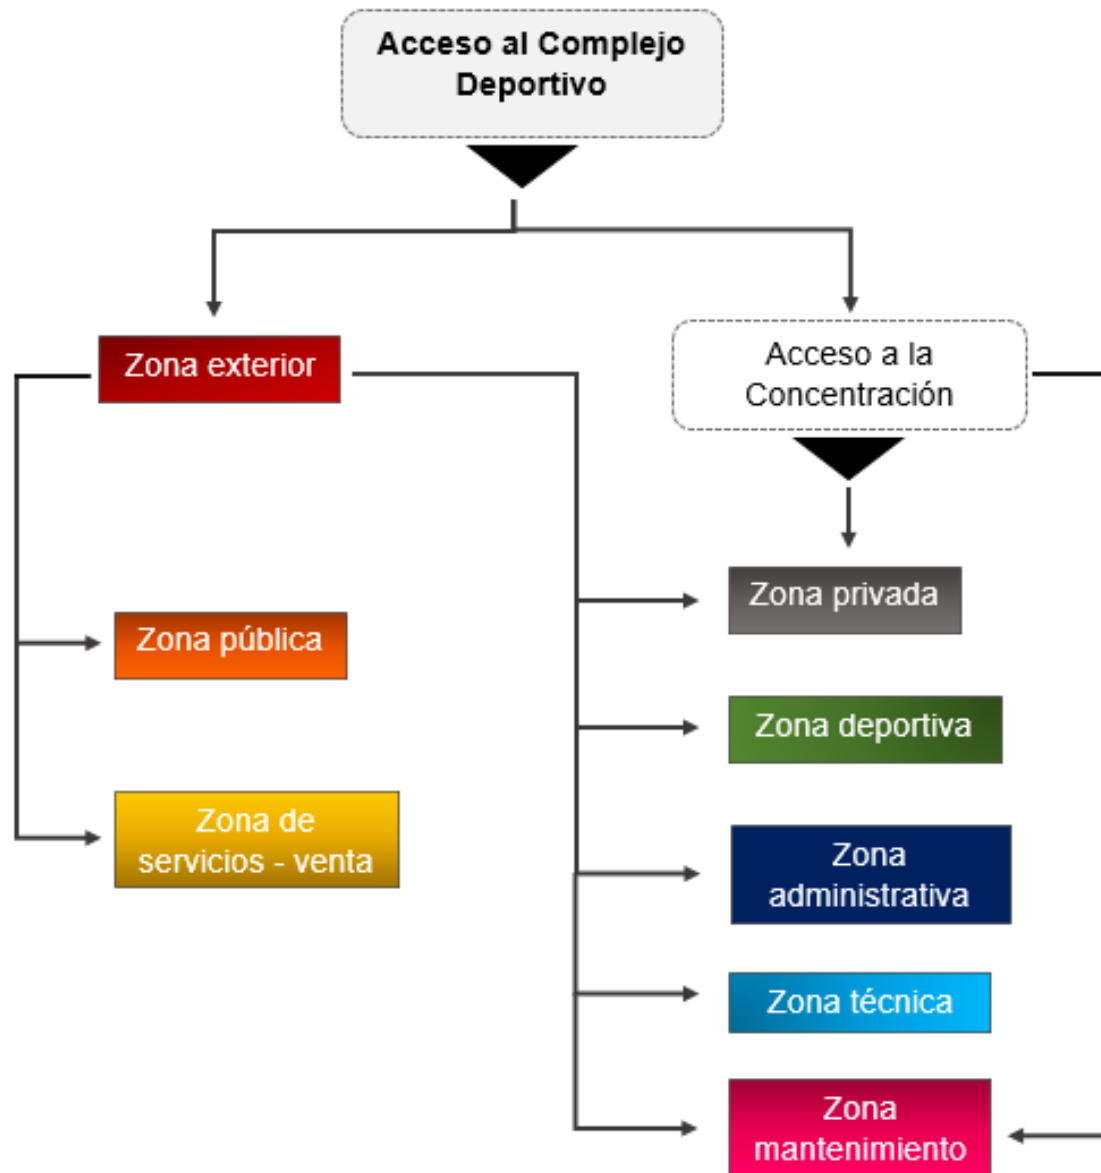 Acceso al Complejo
Deportivo
Zona exterior
Acceso a la
Concentración
Zona privada
Zona pública
Zona deportiva
Zona de
servicios - venta
Zona
administrativa
Zona técnica
Zona
mantenimiento